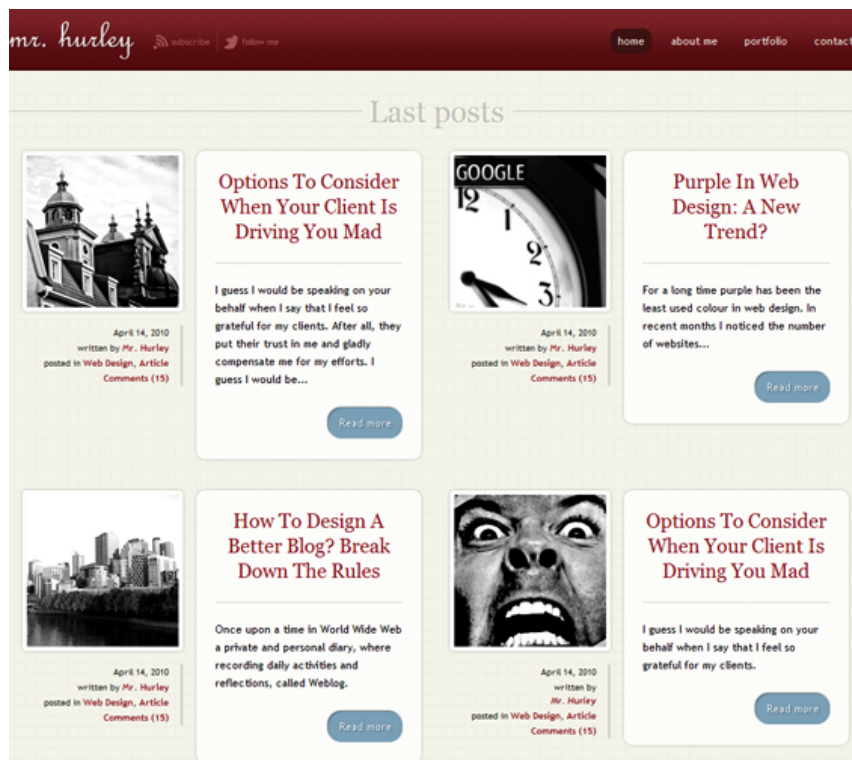 mr. hurley
subscribe
follow me
home
about me
portfolio
contact
Last posts
Options To Consider
When Your Client Is
Driving You Mad
I guess I would be speaking on your
behalf when I say that I feel so
grateful for my clients. After all, they
put their trust in me and gladly
compensate me for my efforts. I
guess I would be...
Read more
April 14, 2010
written by Mr. Hurley
posted in Web Design, Article
Comments (15)
GOOGLE
12
1
2
3
Purple In Web
Design: A New
Trend?
For a long time purple has been the
least used colour in web design. In
recent months I noticed the number
of websites...
Read more
April 14, 2010
written by Mr. Hurley
posted in Web Design, Article
Comments (15)
How To Design A
Better Blog? Break
Down The Rules
Once upon a time in World Wide Web
a private and personal diary, where
recording daily activities and
reflections, called Weblog.
Read more
April 14, 2010
written by Mr. Hurley
posted in Web Design, Article
Comments (15)
Options To Consider
When Your Client Is
Driving You Mad
I guess I would be speaking on your
behalf when I say that I feel so
grateful for my clients.
Read more
April 14, 2010
written by
Mr. Hurley
posted in Web Design, Article
Comments (15)